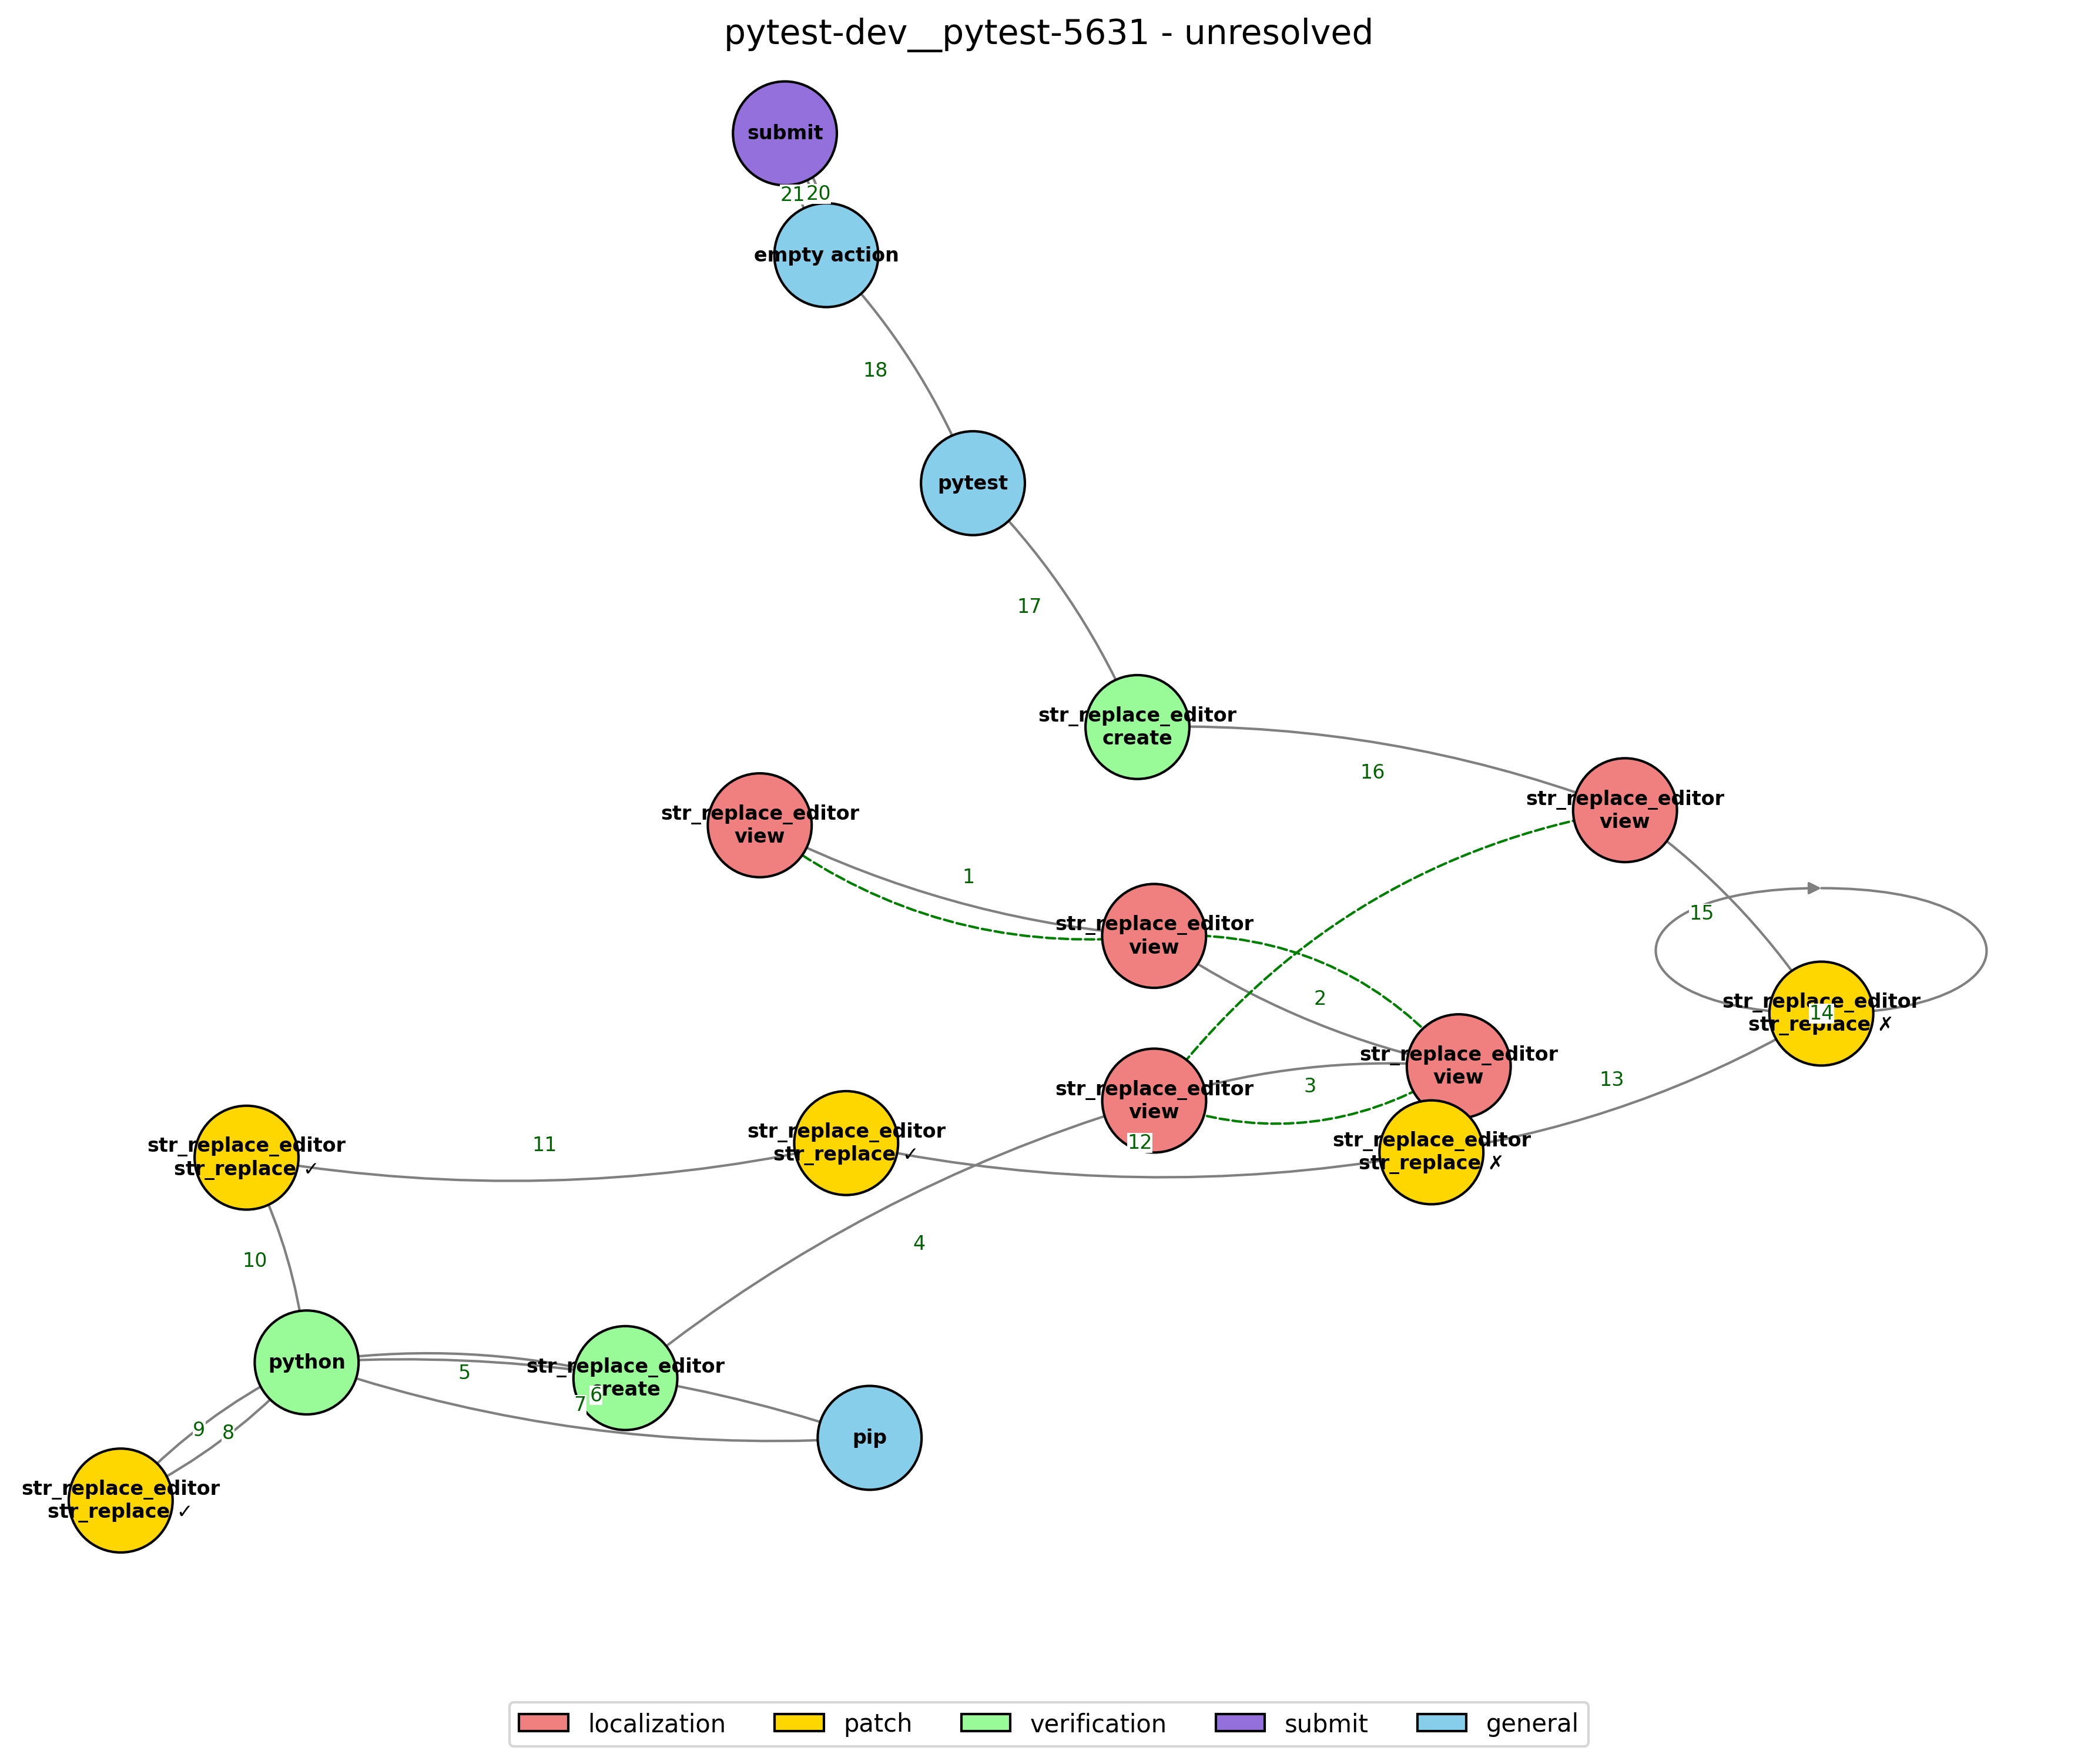 pytest-dev__pytest-5631 - unresolved
submit
21
20
empty action
18
pytest
17
str_replace_editor
create
16
str_replace_editor
view
str_replace_editor
view
1
15
str_replace_editor
view
2
str_replace_editor
str_replace ✗
14
str_replace_editor
view
3
13
str_replace_editor
view
12
str_replace_editor
str_replace ✗
str_replace_editor
str_replace ✓
11
str_replace_editor
str_replace ✓
4
10
python
5
str_replace_editor
create
6
7
9
8
pip
str_replace_editor
str_replace ✓
localization
patch
verification
submit
general